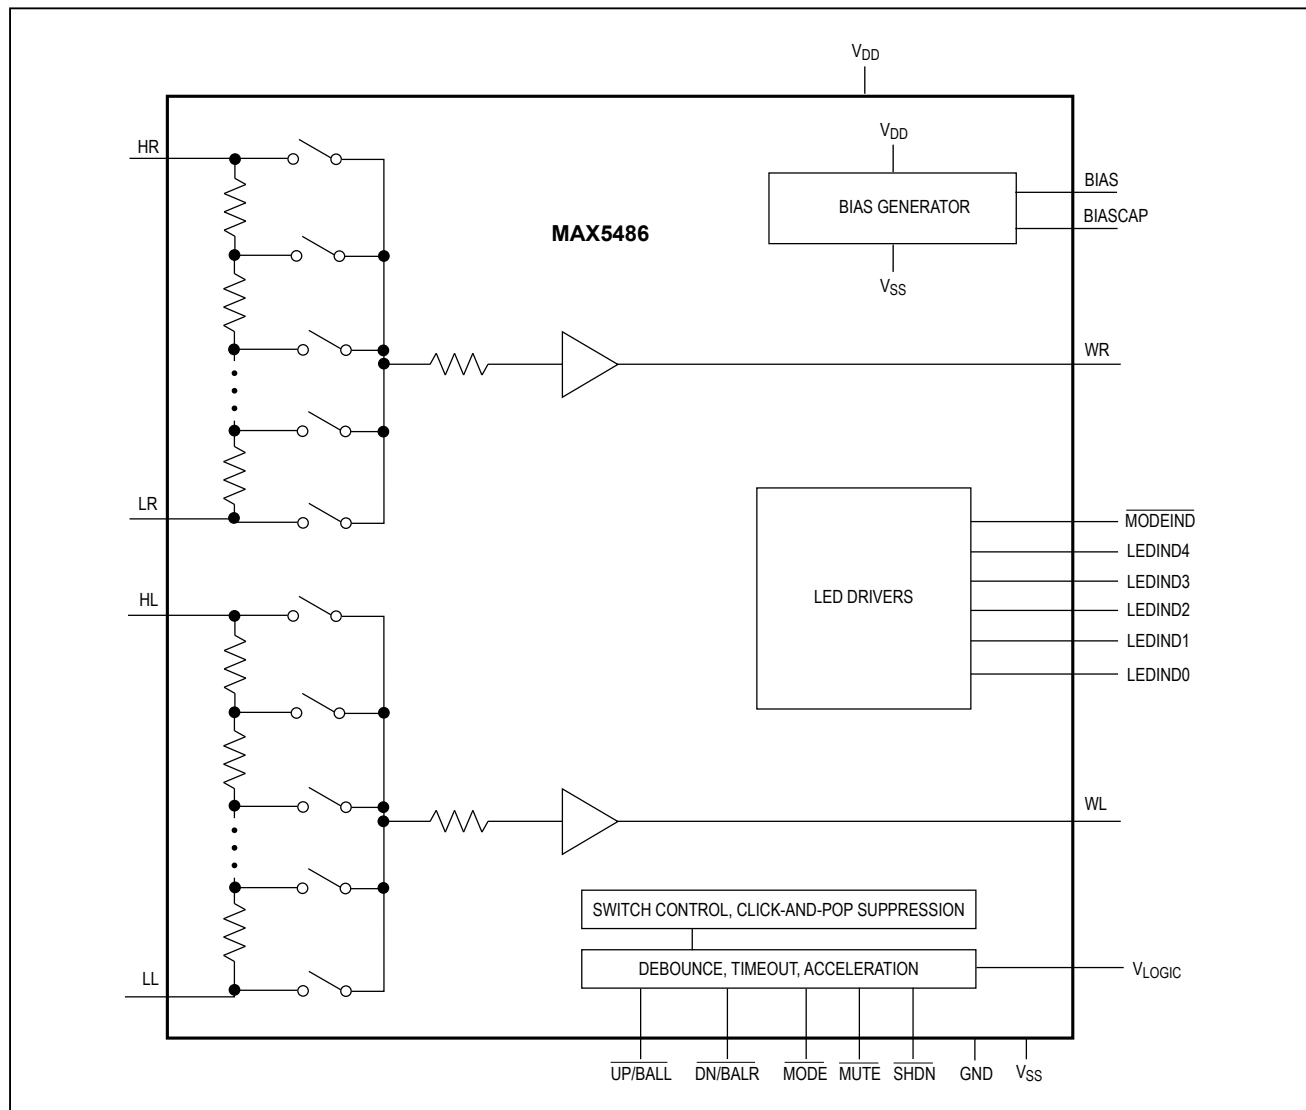 VDD
HR
VDD
BIAS GENERATOR
BIAS
BIASCAP
MAX5486
VSS
WR
LR
MODEIND
LEDIND4
LEDIND3
LED DRIVERS
LEDIND2
LEDIND1
LEDIND0
HL
WL
SWITCH CONTROL, CLICK-AND-POP SUPPRESSION
DEBOUNCE, TIMEOUT, ACCELERATION
VLOGIC
LL
UP/BALL
DN/BALR
MODE
MUTE
SHDN
GND
VSS